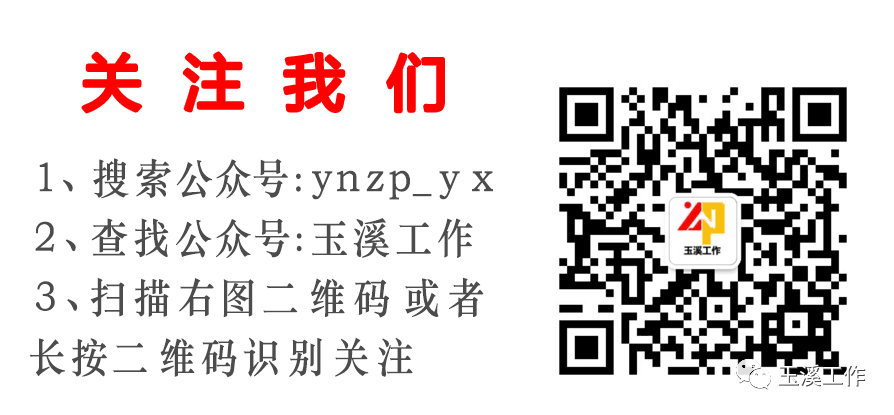 关注我们
1、搜索公众号:ynzp_yx
2、查找公众号:玉溪工作
3、扫描右图二维码或者
长按二维码识别关注
玉溪工作
玉溪工作